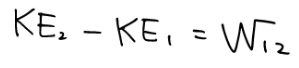 KE₂ - KE₁ = W₁₂